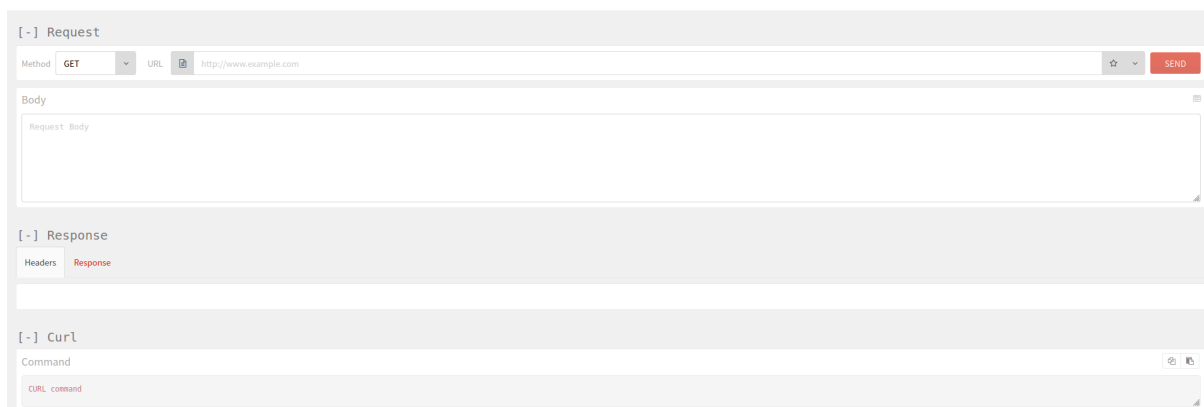 [-] Request
Method GET URL http://www.example.com SEND
Body
Request Body
[-] Response
Headers Response
[-] Curl
Command
CURL command